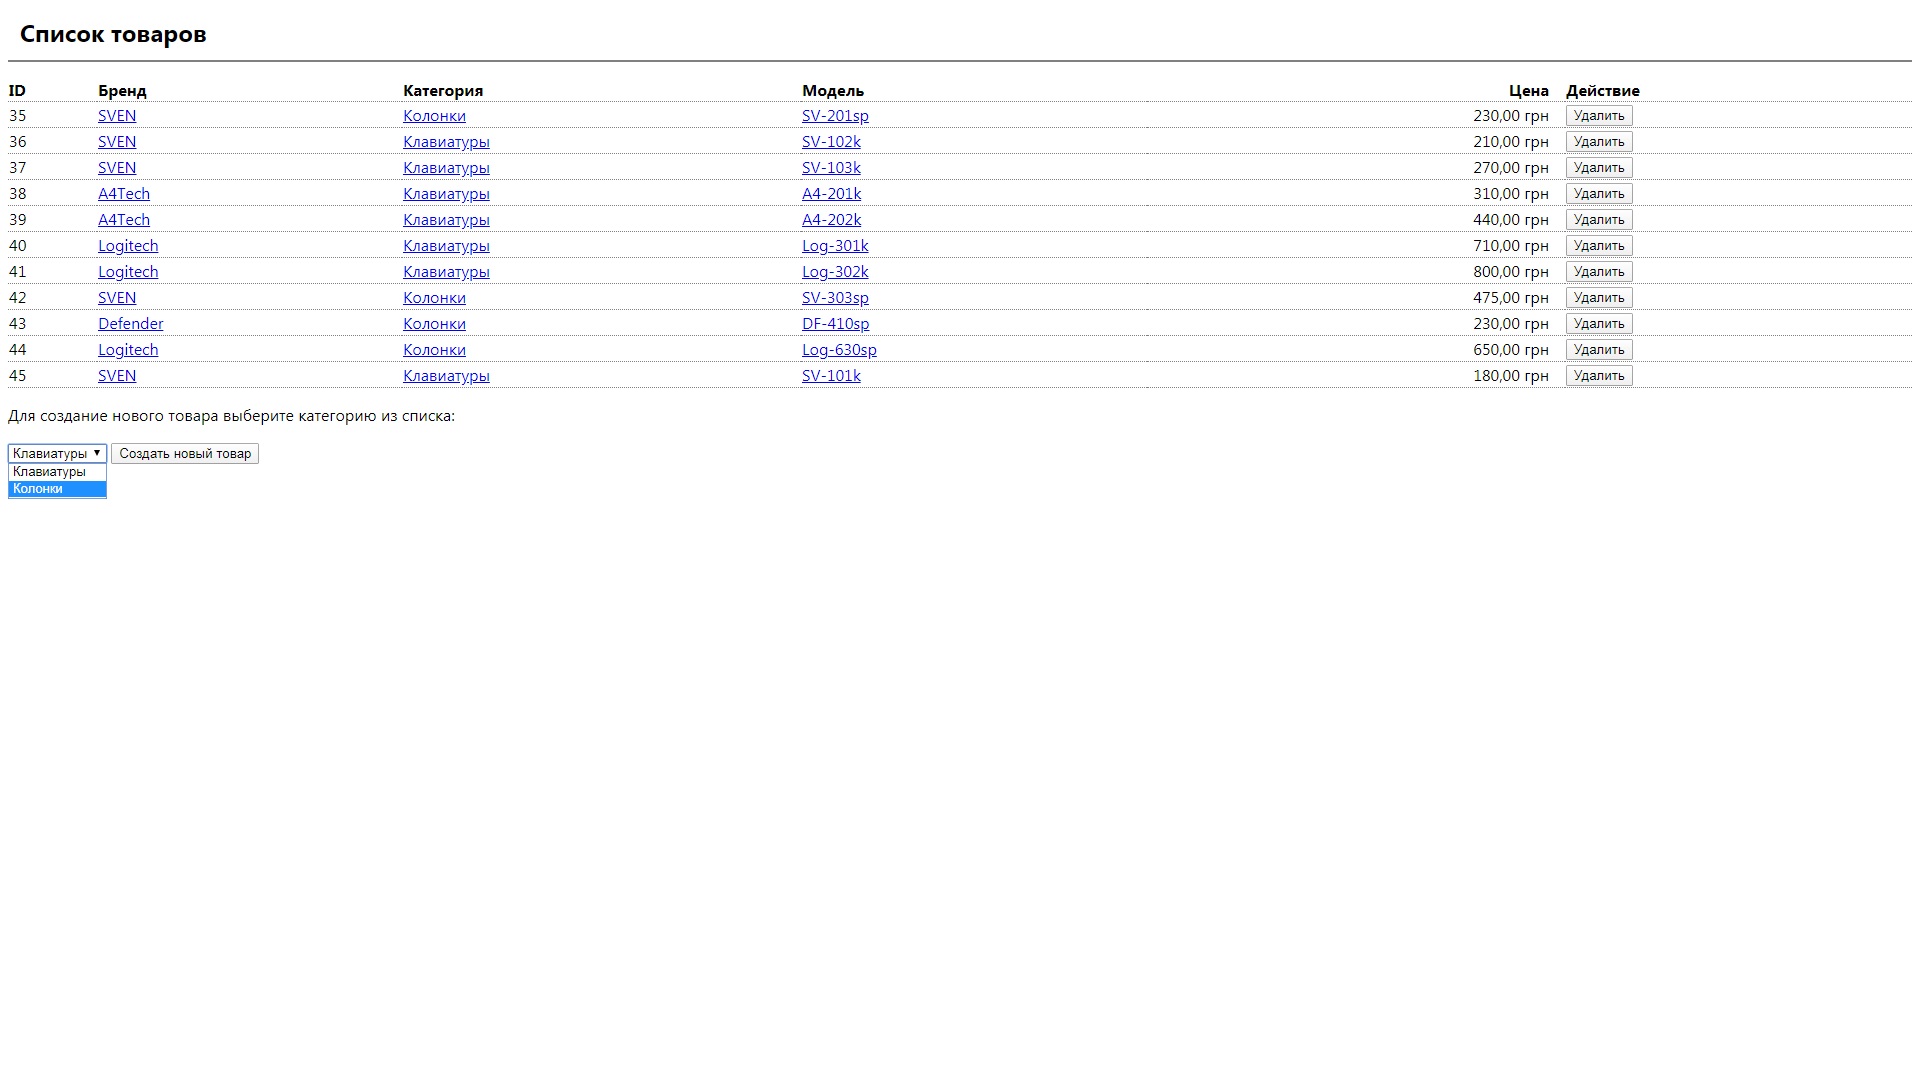 Список товаров
ID Бренд Категория Модель Цена Действие
35 SVEN Колонки SV-201sp 230,00 грн Удалить
36 SVEN Клавиатуры SV-102k 210,00 грн Удалить
37 SVEN Клавиатуры SV-103k 270,00 грн Удалить
38 A4Tech Клавиатуры A4-201k 310,00 грн Удалить
39 A4Tech Клавиатуры A4-202k 440,00 грн Удалить
40 Logitech Клавиатуры Log-301k 710,00 грн Удалить
41 Logitech Клавиатуры Log-302k 800,00 грн Удалить
42 SVEN Колонки SV-303sp 475,00 грн Удалить
43 Defender Колонки DF-410sp 230,00 грн Удалить
44 Logitech Колонки Log-630sp 650,00 грн Удалить
45 SVEN Клавиатуры SV-101k 180,00 грн Удалить
Для создание нового товара выберите категорию из списка:
Клавиатуры Создать новый товар
Клавиатуры
Колонки